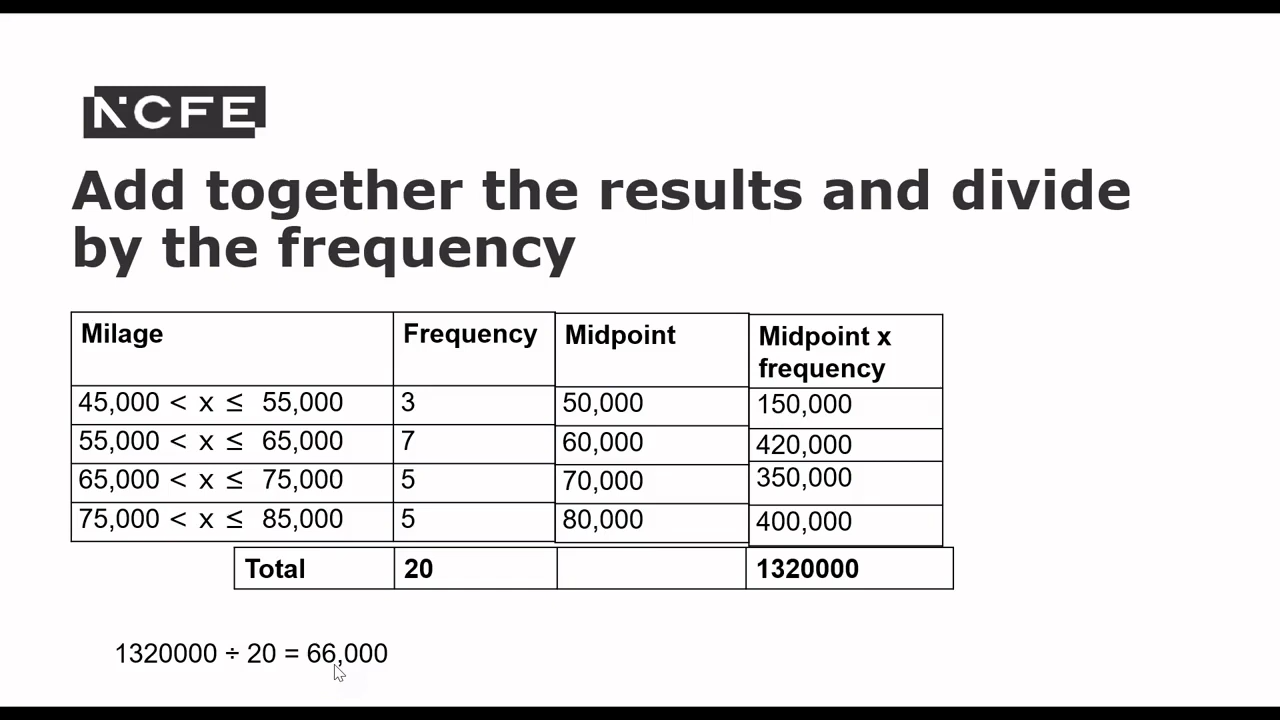 NCFE
Add together the results and divide
by the frequency
Milage Frequency Midpoint Midpoint x
frequency
45,000 < x ≤ 55,000 3 50,000 150,000
55,000 < x ≤ 65,000 7 60,000 420,000
65,000 < x ≤ 75,000 5 70,000 350,000
75,000 < x ≤ 85,000 5 80,000 400,000
Total 20 1320000
1320000 ÷ 20 = 66,000